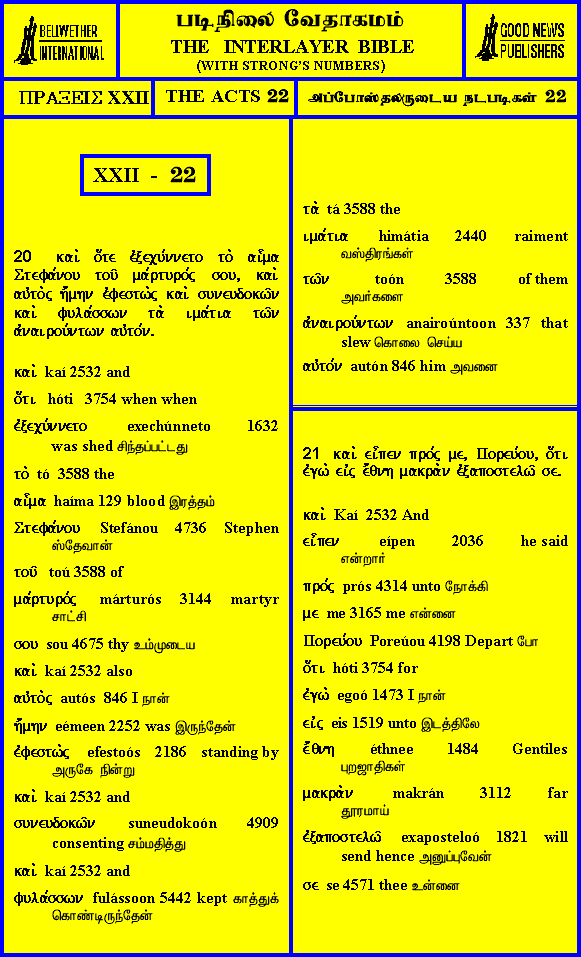 BELLWETHER
INTERNATIONAL
படிநிலை வேதாகமம்
THE INTERLAYER BIBLE
(WITH STRONG'S NUMBERS)
GOOD NEWS
PUBLISHERS
ΠΡΑΞΕΙΣ XXII
THE ACTS 22
அப்போஸ்தலருடைய நடபடிகள் 22
XXII - 22
20 καὶ ὅτε ἐξεχύννετο τὸ αἷμα
Στεφάνου τοῦ μάρτυρός σου, καὶ
αὐτὸς ἤμην ἐφεστὼς καὶ συνευδοκῶν
καὶ φυλάσσων τὰ ιμάτια τῶν
ἀναιρούντων αὐτόν.
καὶ kaí 2532 and
ὅτι hóti 3754 when when
ἐξεχύννετο exechúnneto 1632
was shed சிந்தப்பட்டது
τὸ tó 3588 the
αἷμα haíma 129 blood இரத்தம்
Στεφάνου Stefánou 4736 Stephen
ஸ்தேவான்
τοῦ toú 3588 of
μάρτυρός márturós 3144 martyr
சாட்சி
σου sou 4675 thy உம்முடைய
καὶ kaí 2532 also
αὐτὸς autós 846 I நான்
ἤμην eémeen 2252 was இருந்தேன்
ἐφεστὼς efestoós 2186 standing by
அருகே நின்று
καὶ kaí 2532 and
συνευδοκῶν suneudokoón 4909
consenting சம்மதித்து
καὶ kaí 2532 and
φυλάσσων fulássoon 5442 kept காத்துக்
கொண்டிருந்தேன்
τὰ tá 3588 the
ιμάτια himátia 2440 raiment
வஸ்திரங்கள்
τῶν toón 3588 of them
அவர்களை
ἀναιρούντων anairoúntoon 337 that
slew கொலை செய்ய
αὐτόν autón 846 him அவனை
21 καὶ εἶπεν πρός με, Πορεύου, ὅτι
ἐγὼ εἰς ἔθνη μακρὰν ἐξαποστελῶ σε.
καὶ Kaí 2532 And
εἶπεν eípen 2036 he said
என்றார்
πρός prós 4314 unto நோக்கி
με me 3165 me என்னை
Πορεύου Poreúou 4198 Depart போ
ὅτι hóti 3754 for
ἐγὼ egoó 1473 I நான்
εἰς eis 1519 unto இடத்திலே
ἔθνη éthnee 1484 Gentiles
புறஜாதிகள்
μακρὰν makrán 3112 far
தூரமாய்
ἐξαποστελῶ exaposteloó 1821 will
send hence அனுப்புவேன்
σε se 4571 thee உன்னை